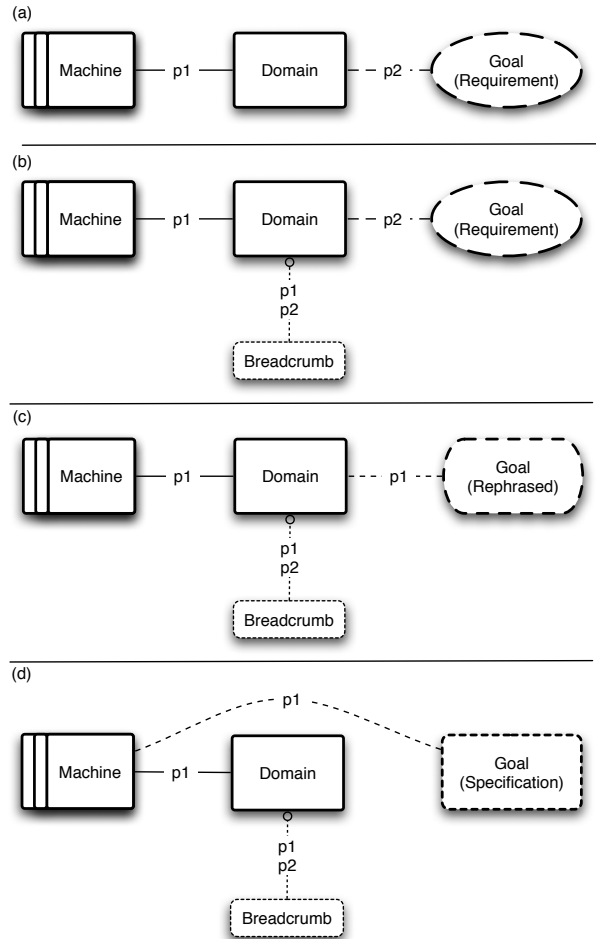 (a)
Machine
p1
Domain
p2
Goal
(Requirement)
(b)
Machine
p1
Domain
p2
Goal
(Requirement)
p1
p2
Breadcrumb
(c)
Machine
p1
Domain
p1
Goal
(Rephrased)
p1
p2
Breadcrumb
(d)
p1
Machine
p1
Domain
Goal
(Specification)
p1
p2
Breadcrumb